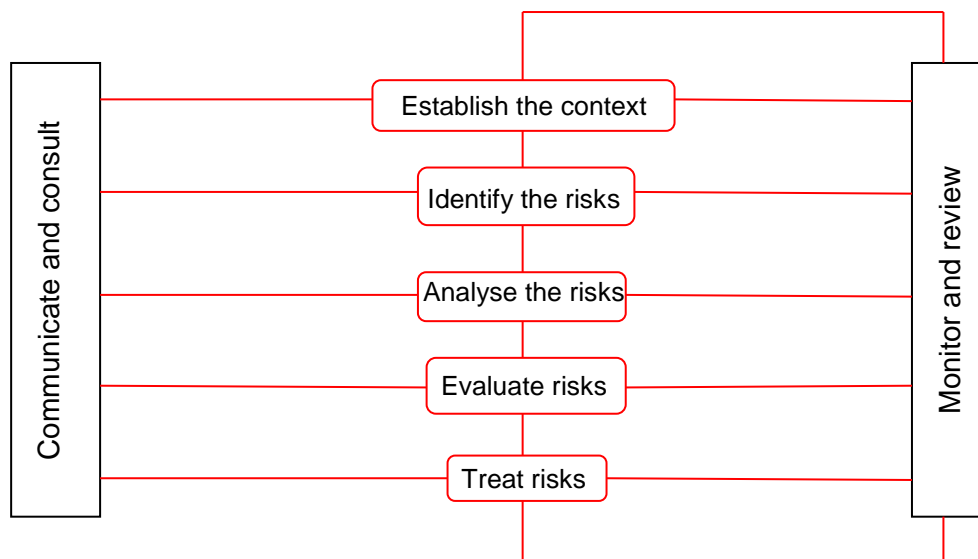 Communicate and consult
Establish the context
Identify the risks
Analyse the risks
Evaluate risks
Treat risks
Monitor and review